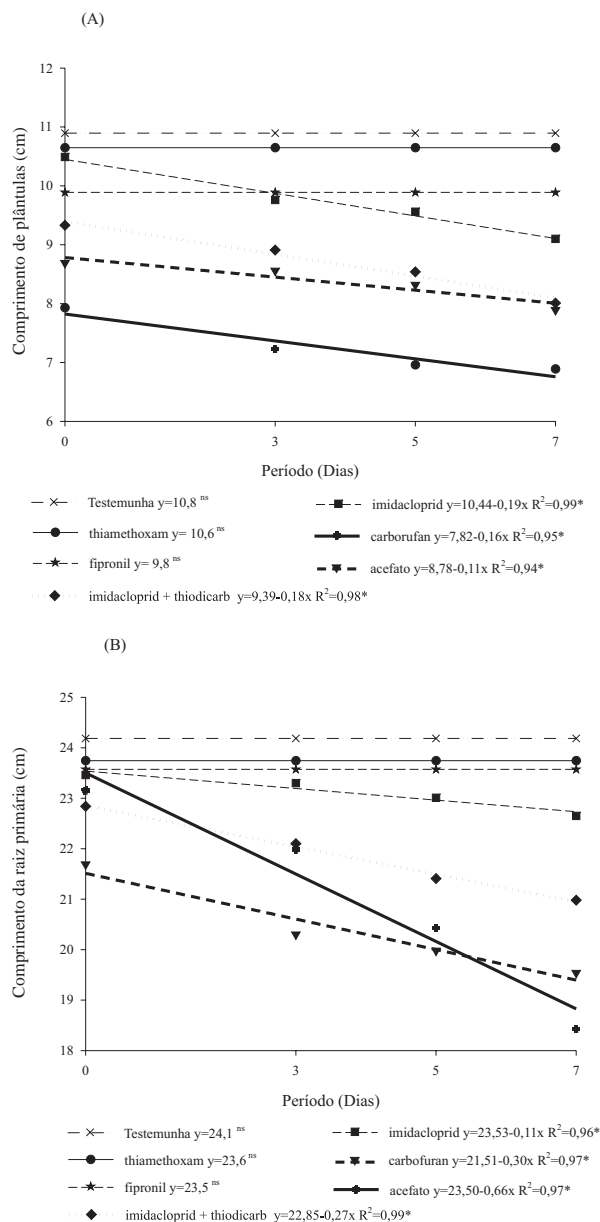 (A)
Comprimento de plântulas (cm)
12
11
10
9
8
7
6
0 3 5 7
Período (Dias)
Testemunha y=10,8 ns
imidacloprid y=10,44-0,19x R²=0,99*
thiamethoxam y= 10,6 ns
carborufan y=7,82-0,16x R²=0,95*
fipronil y= 9,8 ns
acefato y=8,78-0,11x R²=0,94*
imidacloprid + thiodicarb y=9,39-0,18x R²=0,98*
(B)
Comprimento da raiz primária (cm)
25
24
23
22
21
20
19
18
0 3 5 7
Período (Dias)
Testemunha y=24,1 ns
imidacloprid y=23,53-0,11x R²=0,96*
thiamethoxam y=23,6 ns
carbofuran y=21,51-0,30x R²=0,97*
fipronil y=23,5 ns
acefato y=23,50-0,66x R²=0,97*
imidacloprid + thiodicarb y=22,85-0,27x R²=0,99*